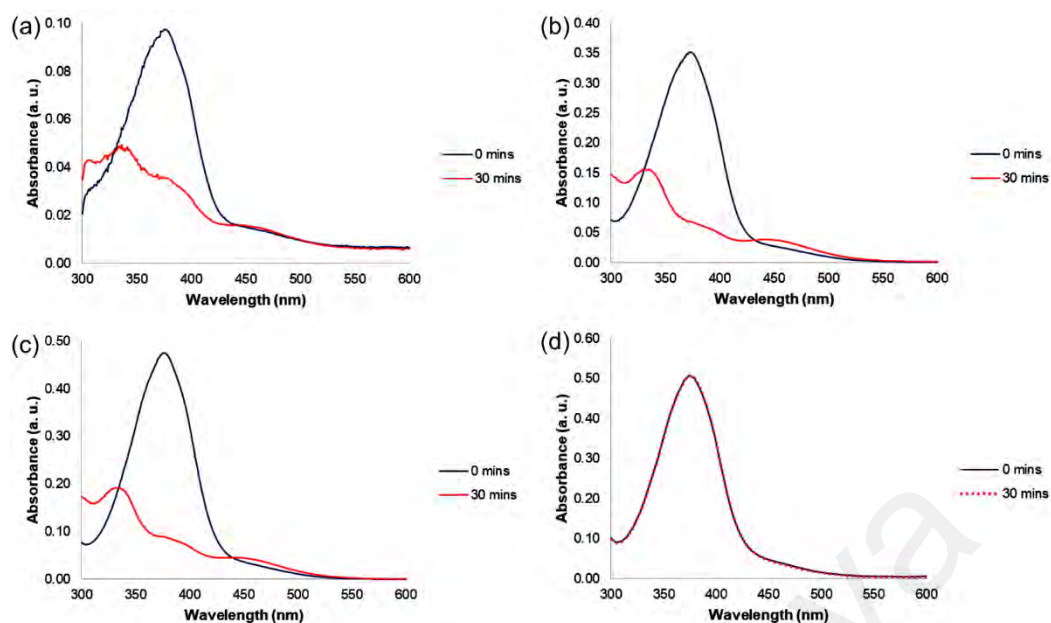 (a)
Absorbance (a. u.)
0.10
0.08
0.06
0.04
0.02
0.00
300 350 400 450 500 550 600
Wavelength (nm)
0 mins
30 mins
(b)
Absorbance (a. u.)
0.40
0.35
0.30
0.25
0.20
0.15
0.10
0.05
0.00
300 350 400 450 500 550 600
Wavelength (nm)
0 mins
30 mins
(c)
Absorbance (a. u.)
0.50
0.40
0.30
0.20
0.10
0.00
300 350 400 450 500 550 600
Wavelength (nm)
0 mins
30 mins
(d)
Absorbance (a. u.)
0.60
0.50
0.40
0.30
0.20
0.10
0.00
300 350 400 450 500 550 600
Wavelength (nm)
0 mins
30 mins